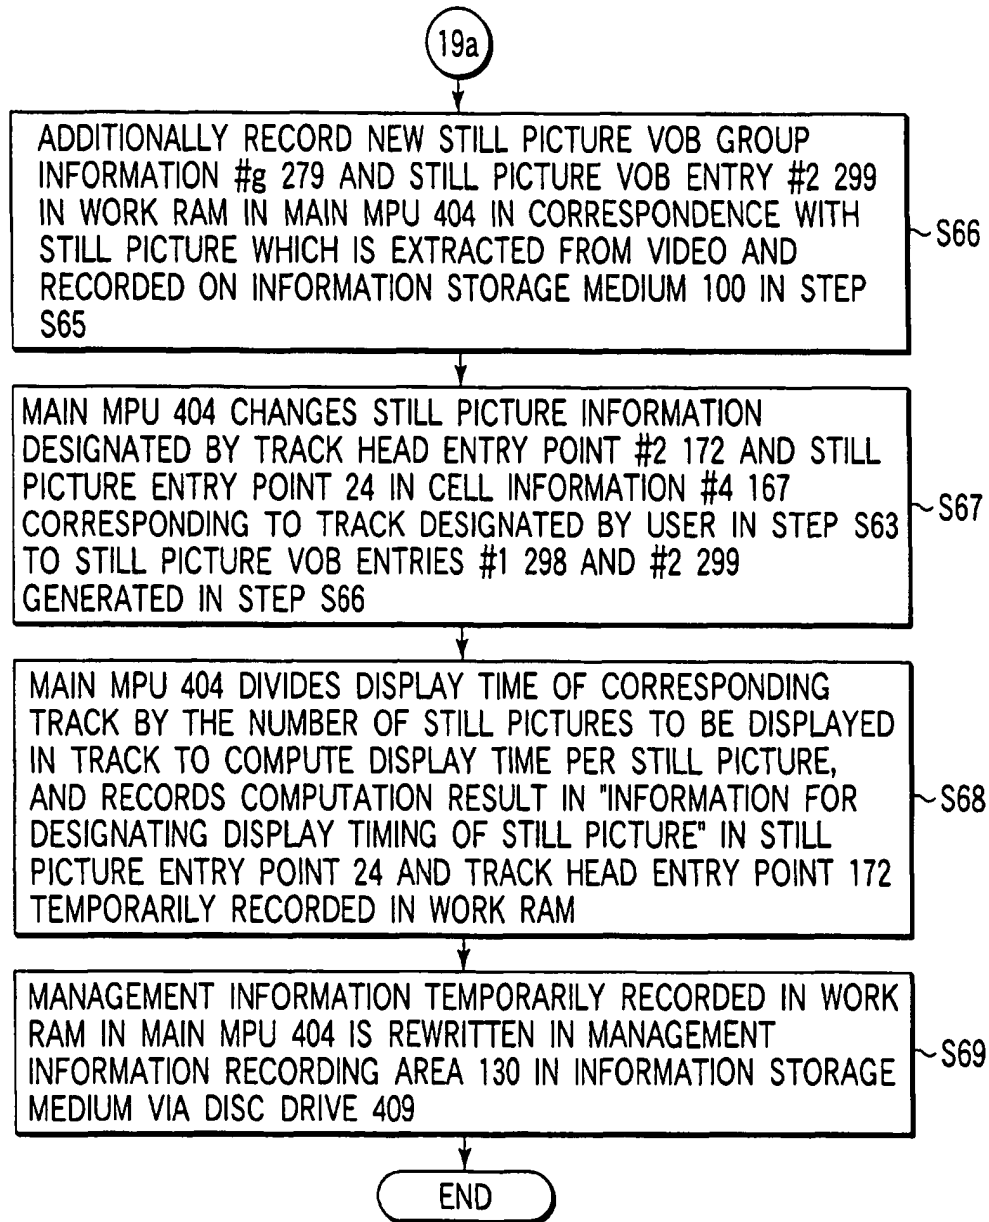 19a
ADDITIONALLY RECORD NEW STILL PICTURE VOB GROUP
INFORMATION #g 279 AND STILL PICTURE VOB ENTRY #2 299
IN WORK RAM IN MAIN MPU 404 IN CORRESPONDENCE WITH
STILL PICTURE WHICH IS EXTRACTED FROM VIDEO AND
RECORDED ON INFORMATION STORAGE MEDIUM 100 IN STEP
S65
S66
MAIN MPU 404 CHANGES STILL PICTURE INFORMATION
DESIGNATED BY TRACK HEAD ENTRY POINT #2 172 AND STILL
PICTURE ENTRY POINT 24 IN CELL INFORMATION #4 167
CORRESPONDING TO TRACK DESIGNATED BY USER IN STEP S63
TO STILL PICTURE VOB ENTRIES #1 298 AND #2 299
GENERATED IN STEP S66
S67
MAIN MPU 404 DIVIDES DISPLAY TIME OF CORRESPONDING
TRACK BY THE NUMBER OF STILL PICTURES TO BE DISPLAYED
IN TRACK TO COMPUTE DISPLAY TIME PER STILL PICTURE,
AND RECORDS COMPUTATION RESULT IN "INFORMATION FOR
DESIGNATING DISPLAY TIMING OF STILL PICTURE" IN STILL
PICTURE ENTRY POINT 24 AND TRACK HEAD ENTRY POINT 172
TEMPORARILY RECORDED IN WORK RAM
S68
MANAGEMENT INFORMATION TEMPORARILY RECORDED IN WORK
RAM IN MAIN MPU 404 IS REWRITTEN IN MANAGEMENT
INFORMATION RECORDING AREA 130 IN INFORMATION STORAGE
MEDIUM VIA DISC DRIVE 409
S69
END